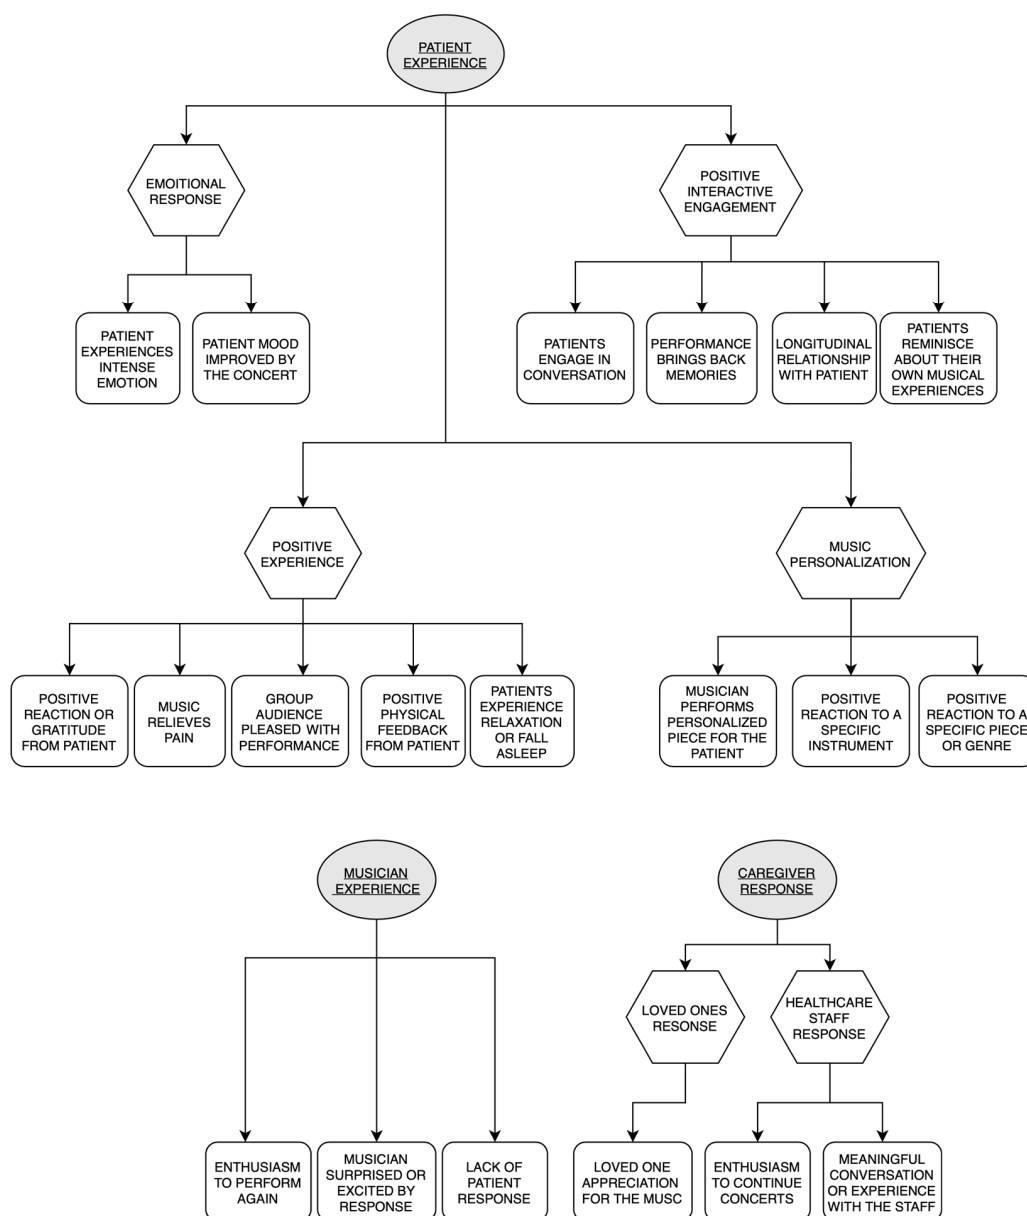 PATIENT
EXPERIENCE
EMOITIONAL
RESPONSE
POSITIVE
INTERACTIVE
ENGAGEMENT
PATIENT
EXPERIENCES
INTENSE
EMOTION
PATIENT MOOD
IMPROVED BY
THE CONCERT
PATIENTS
ENGAGE IN
CONVERSATION
PERFORMANCE
BRINGS BACK
MEMORIES
LONGITUDINAL
RELATIONSHIP
WITH PATIENT
PATIENTS
REMINISCE
ABOUT THEIR
OWN MUSICAL
EXPERIENCES
POSITIVE
EXPERIENCE
MUSIC
PERSONALIZATION
POSITIVE
REACTION OR
GRATITUDE
FROM PATIENT
MUSIC
RELIEVES
PAIN
GROUP
AUDIENCE
PLEASED WITH
PERFORMANCE
POSITIVE
PHYSICAL
FEEDBACK
FROM PATIENT
PATIENTS
EXPERIENCE
RELAXATION
OR FALL
ASLEEP
MUSICIAN
PERFORMS
PERSONALIZED
PIECE FOR THE
PATIENT
POSITIVE
REACTION TO A
SPECIFIC
INSTRUMENT
POSITIVE
REACTION TO A
SPECIFIC PIECE
OR GENRE
MUSICIAN
EXPERIENCE
CAREGIVER
RESPONSE
LOVED ONES
RESONSE
HEALTHCARE
STAFF
RESPONSE
ENTHUSIASM
TO PERFORM
AGAIN
MUSICIAN
SURPRISED OR
EXCITED BY
RESPONSE
LACK OF
PATIENT
RESPONSE
LOVED ONE
APPRECIATION
FOR THE MUSC
ENTHUSIASM
TO CONTINUE
CONCERTS
MEANINGFUL
CONVERSATION
OR EXPERIENCE
WITH THE STAFF